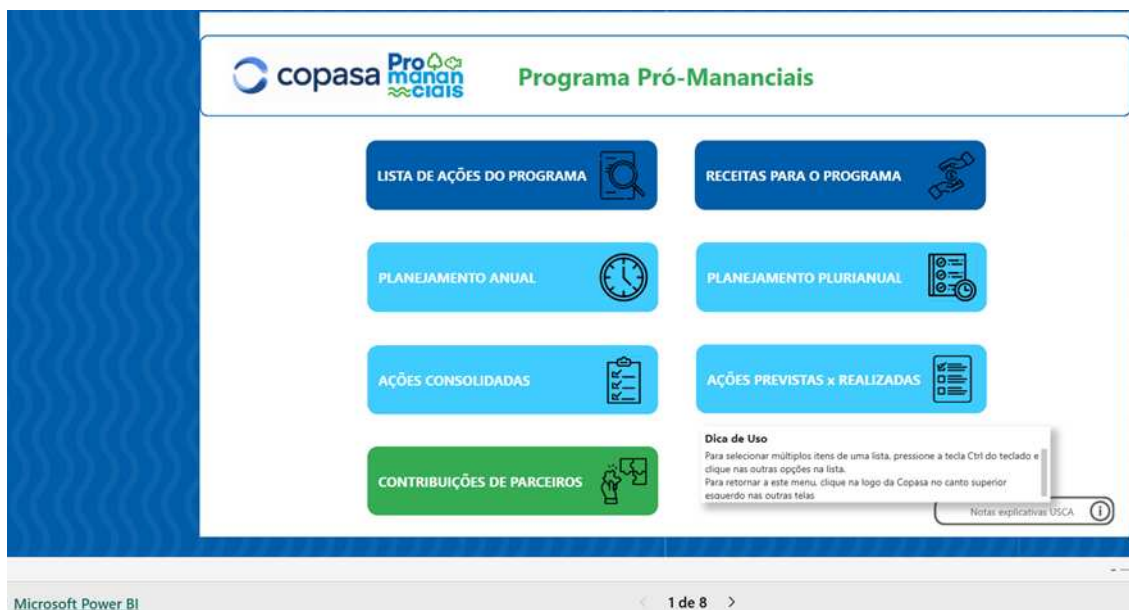 copasa Pro manan ciais Programa Pró-Mananciais
LISTA DE AÇÕES DO PROGRAMA
RECEITAS PARA O PROGRAMA
PLANEJAMENTO ANUAL
PLANEJAMENTO PLURIANUAL
AÇÕES CONSOLIDADAS
AÇÕES PREVISTAS x REALIZADAS
CONTRIBUIÇÕES DE PARCEIROS
Dica de Uso
Para selecionar múltiplos itens de uma lista, pressione a tecla Ctrl do teclado e
clique nas outras opções na lista.
Para retornar a este menu, clique na logo da Copasa no canto superior
esquerdo nas outras telas
Notas explicativas USCA
Microsoft Power BI
1 de 8